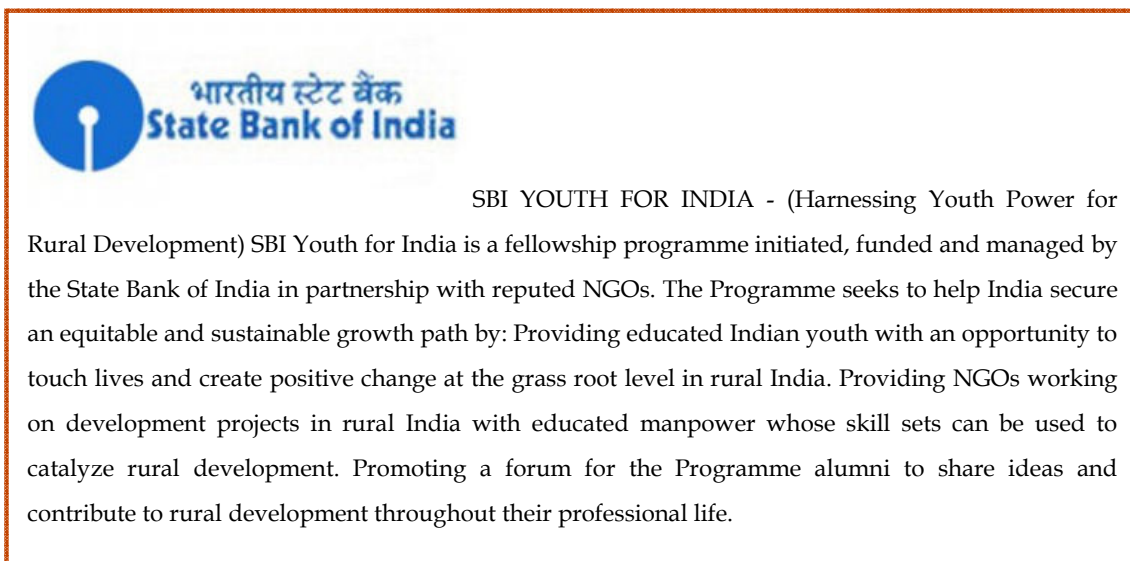 भारतीय स्टेट बैंक
State Bank of India
SBI YOUTH FOR INDIA - (Harnessing Youth Power for
Rural Development) SBI Youth for India is a fellowship programme initiated, funded and managed by
the State Bank of India in partnership with reputed NGOs. The Programme seeks to help India secure
an equitable and sustainable growth path by: Providing educated Indian youth with an opportunity to
touch lives and create positive change at the grass root level in rural India. Providing NGOs working
on development projects in rural India with educated manpower whose skill sets can be used to
catalyze rural development. Promoting a forum for the Programme alumni to share ideas and
contribute to rural development throughout their professional life.